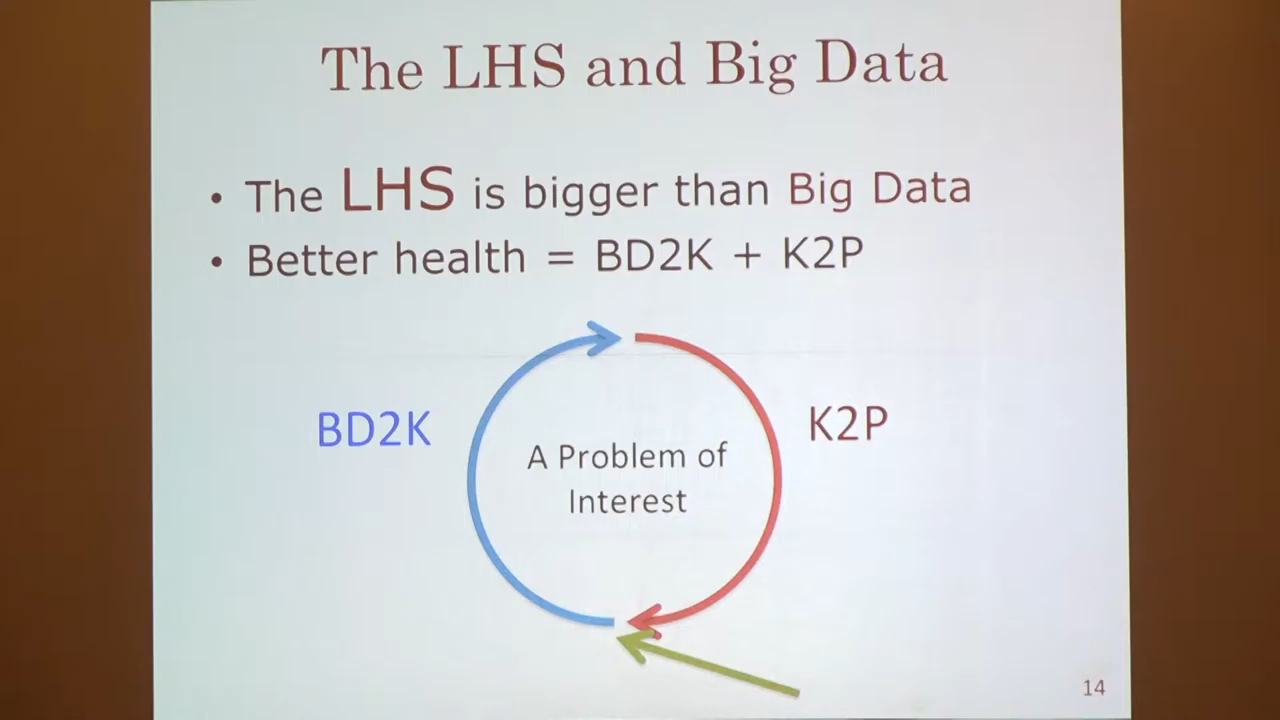 The LHS and Big Data
• The LHS is bigger than Big Data
• Better health = BD2K + K2P
BD2K
A Problem of
Interest
K2P
14